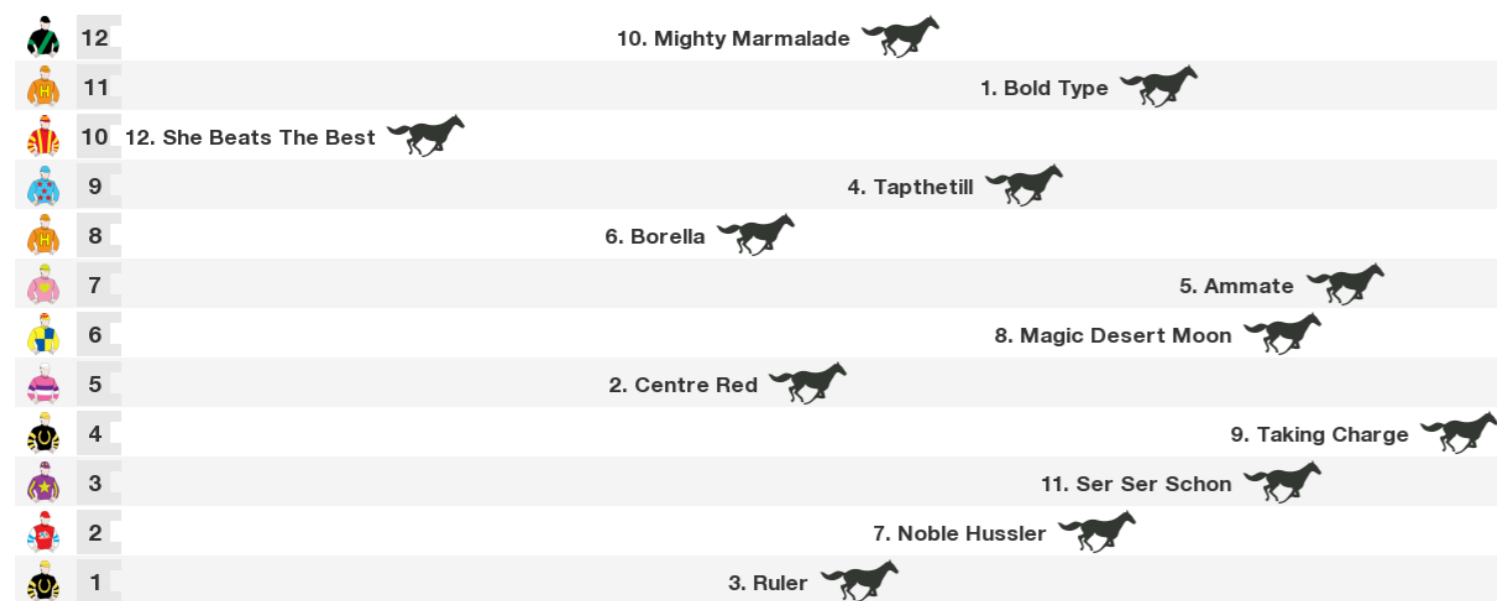 12 10. Mighty Marmalade
11 1. Bold Type
10 12. She Beats The Best
9 4. Tapthetill
8 6. Borella
7 5. Ammate
6 8. Magic Desert Moon
5 2. Centre Red
4 9. Taking Charge
3 11. Ser Ser Schon
2 7. Noble Hussler
1 3. Ruler